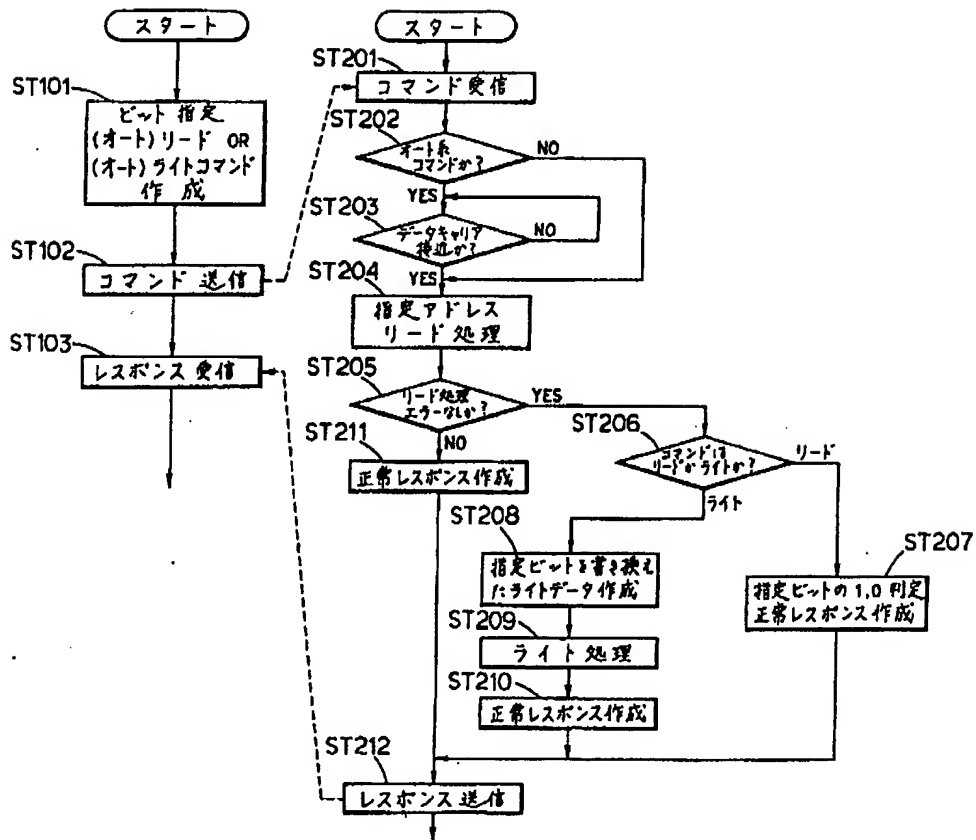 スタート
ST101
ビット指定
(オート)リード OR
(オート)ライトコマンド
作成
ST102
コマンド送信
ST103
レスポンス受信
スタート
ST201
コマンド受信
ST202
オート系
コマンドか?
NO
YES
ST203
データキャリア
接近か?
NO
YES
ST204
指定アドレス
リード処理
ST205
リード処理
エラーなしか?
YES
NO
ST211
正常レスポンス作成
ST206
コマンドは
リードかライトか?
リード
ライト
ST208
指定ビットを書き換え
たライトデータ作成
ST209
ライト処理
ST210
正常レスポンス作成
ST207
指定ビットの1,0判定
正常レスポンス作成
ST212
レスポンス送信